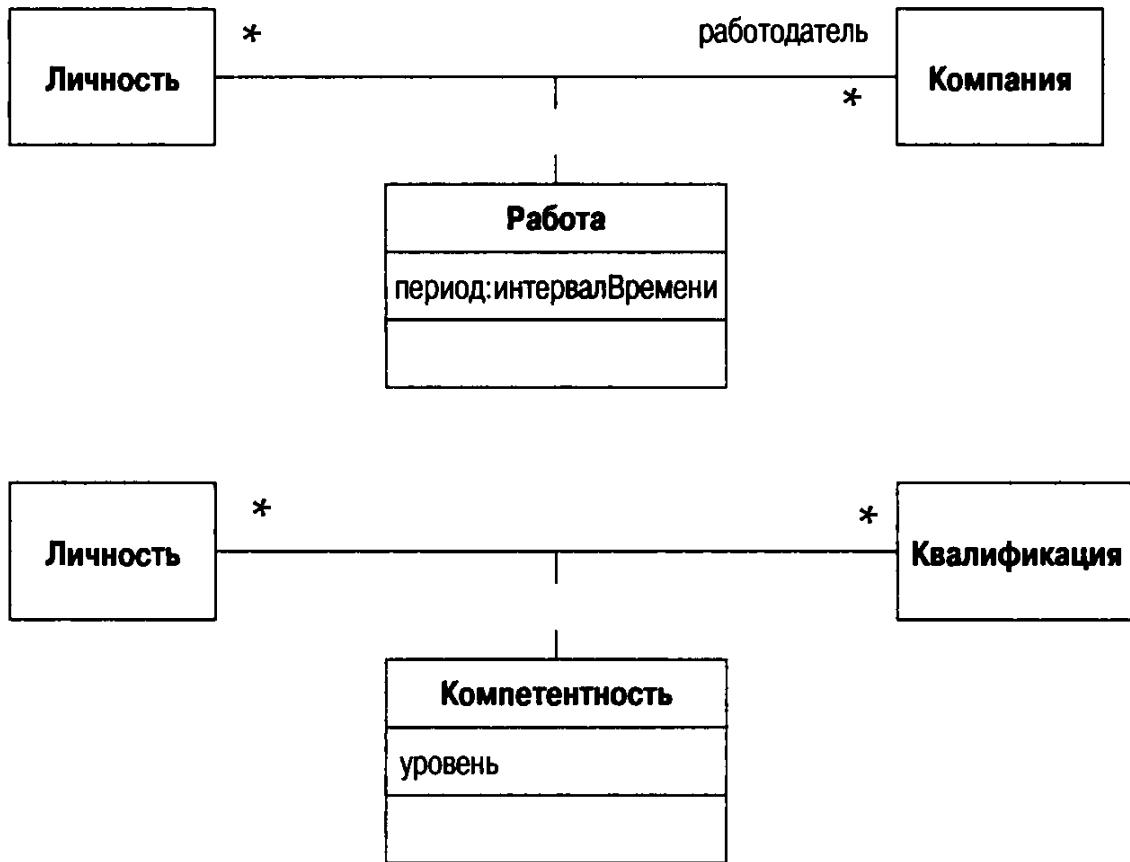 *
работодатель
Личность
Компания
*
Работа
период:интервалВремени
*
*
Личность
Квалификация
Компетентность
уровень